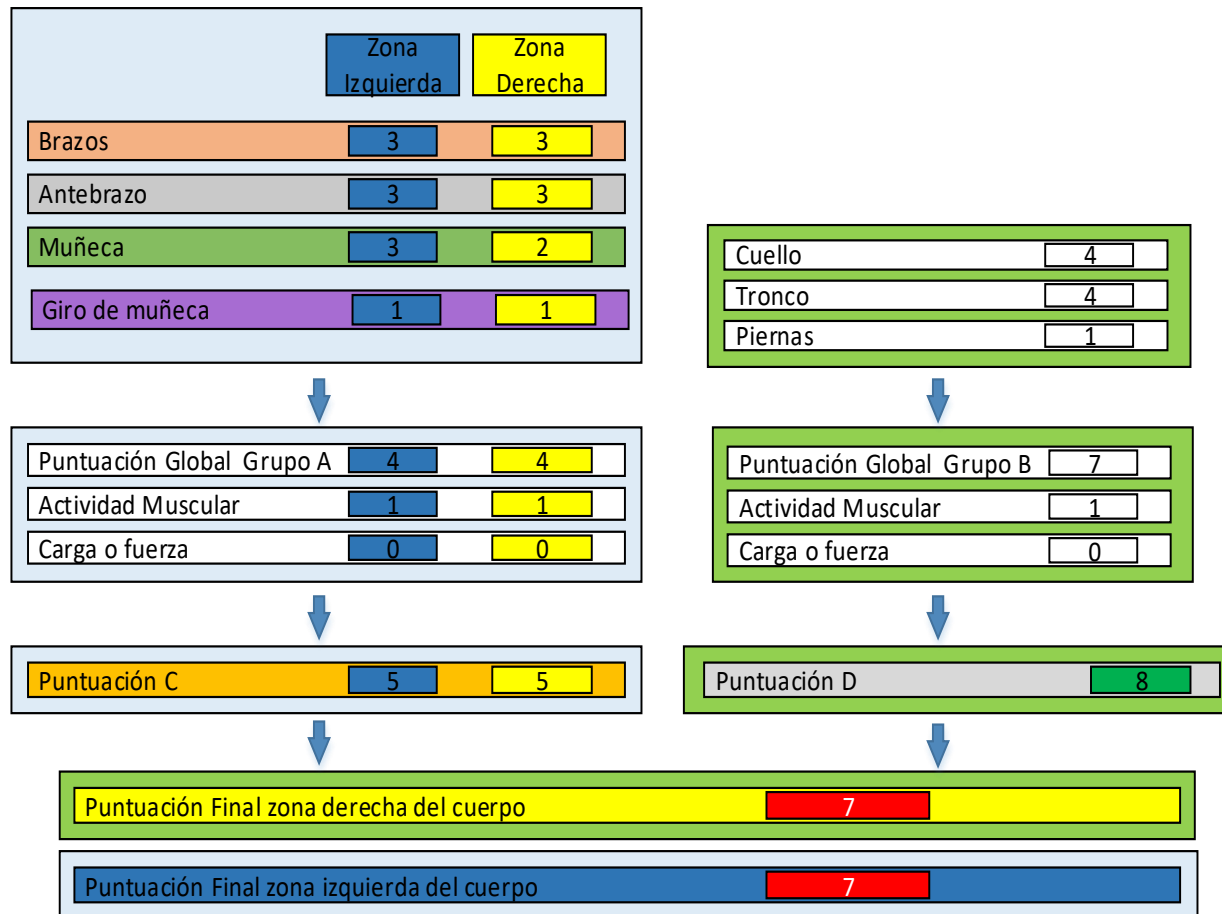 Zona Izquierda
Zona Derecha
Brazos 3 3
Antebrazo 3 3
Muñeca 3 2
Giro de muñeca 1 1
Cuello 4
Tronco 4
Piernas 1
Puntuación Global Grupo A 4 4
Actividad Muscular 1 1
Carga o fuerza 0 0
Puntuación Global Grupo B 7
Actividad Muscular 1
Carga o fuerza 0
Puntuación C 5 5
Puntuación D 8
Puntuación Final zona derecha del cuerpo 7
Puntuación Final zona izquierda del cuerpo 7